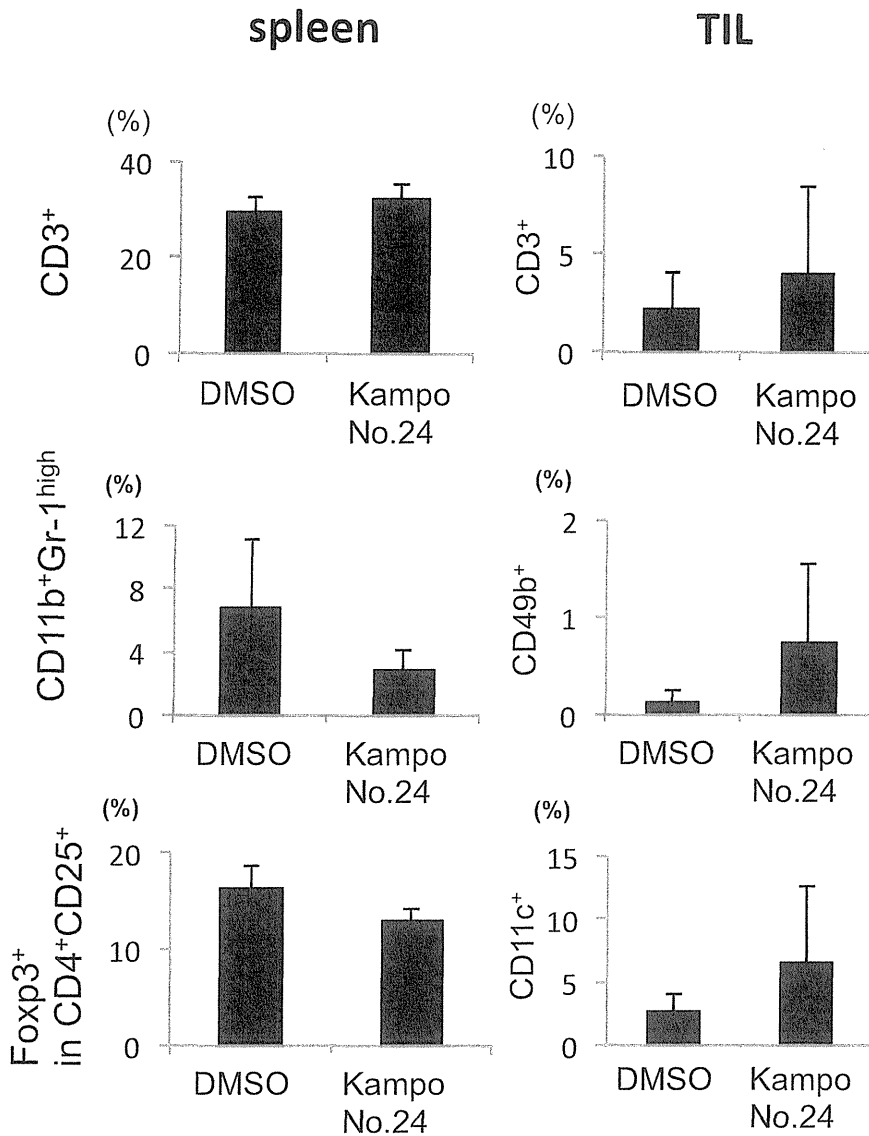 spleen
TIL
(%)
40
20
0
CD3⁺
DMSO
Kampo
No.24
(%)
10
5
0
CD3⁺
DMSO
Kampo
No.24
(%)
12
8
4
0
CD11b⁺Gr-1ʰⁱᵍʰ
DMSO
Kampo
No.24
(%)
2
1
0
CD49b⁺
DMSO
Kampo
No.24
(%)
20
10
0
Foxp3⁺
in CD4⁺CD25⁺
DMSO
Kampo
No.24
(%)
15
10
5
0
CD11c⁺
DMSO
Kampo
No.24